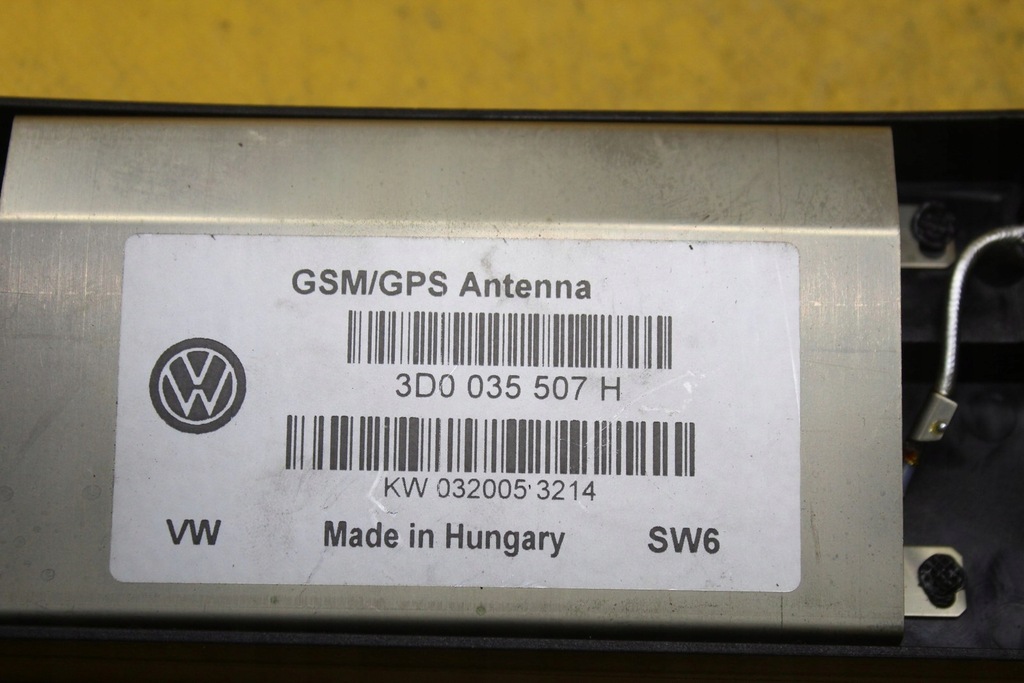 GSM/GPS Antenna
3D0 035 507 H
KW 032005 3214
VW Made in Hungary SW6